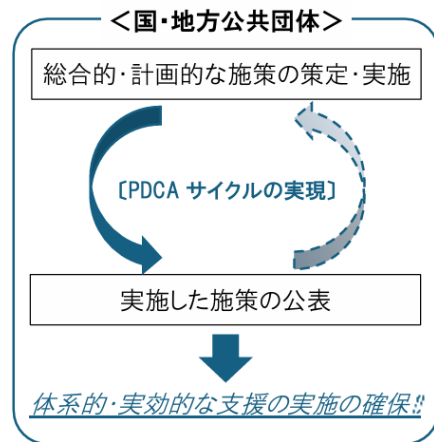 ＜国・地方公共団体＞
総合的・計画的な施策の策定・実施
〔PDCA サイクルの実現〕
実施した施策の公表
体系的・実効的な支援の実施の確保‼